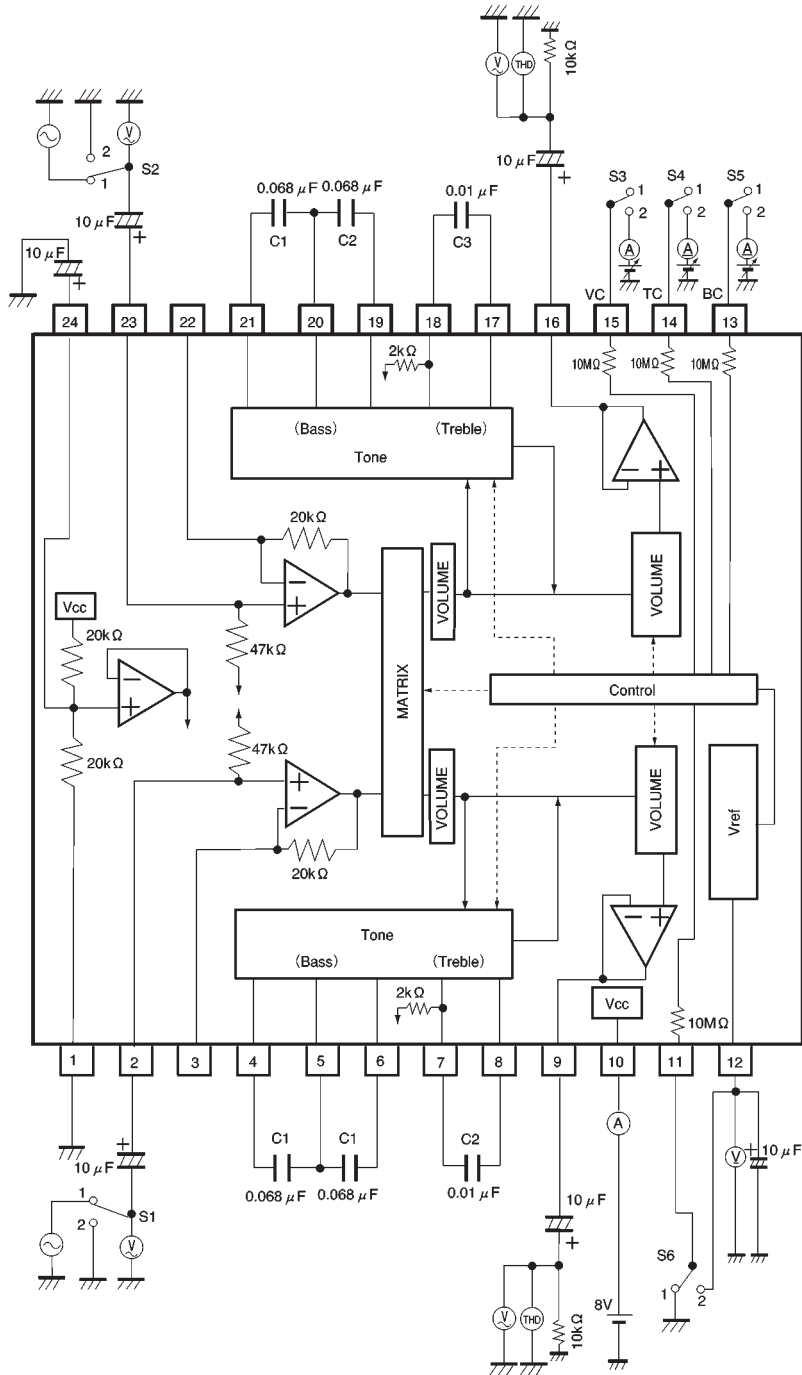 V THD 10kΩ
V
2
1 S2
10 μF +
10 μF +
0.068 μF 0.068 μF 0.01 μF
C1 C2 C3
10 μF +
S3 1 2 S4 1 2 S5 1 2
A A A
VC TC BC
24 23 22 21 20 19 18 17 16 15 14 13
2kΩ
10MΩ 10MΩ 10MΩ
(Bass) (Treble)
Tone
− +
20kΩ
− +
VOLUME
VOLUME
Vcc
20kΩ
47kΩ
− +
MATRIX
Control
20kΩ
47kΩ
+ −
20kΩ
VOLUME
VOLUME
Vref
Tone
(Bass) (Treble)
− +
2kΩ
Vcc
10MΩ
1 2 3 4 5 6 7 8 9 10 11 12
C1 C1 C2
0.068 μF 0.068 μF 0.01 μF
+ 10 μF
1 S1
2
V
10 μF +
A
V + 10 μF
S6
1 2
8V
V THD 10kΩ